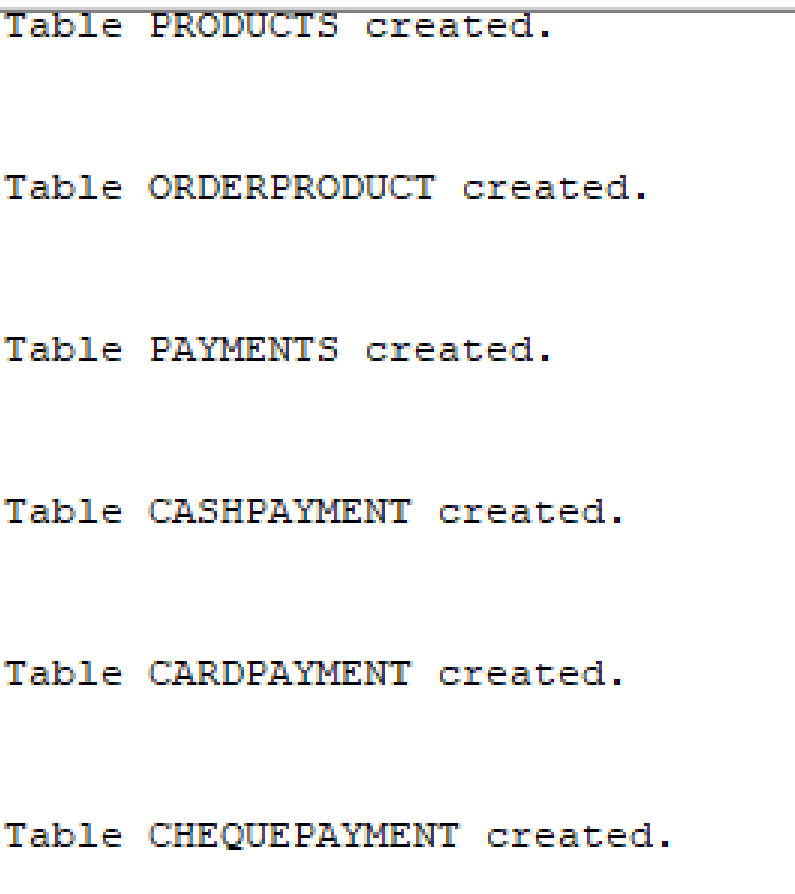 Table PRODUCTS created.
Table ORDERPRODUCT created.
Table PAYMENTS created.
Table CASHPAYMENT created.
Table CARDPAYMENT created.
Table CHEQUEPAYMENT created.